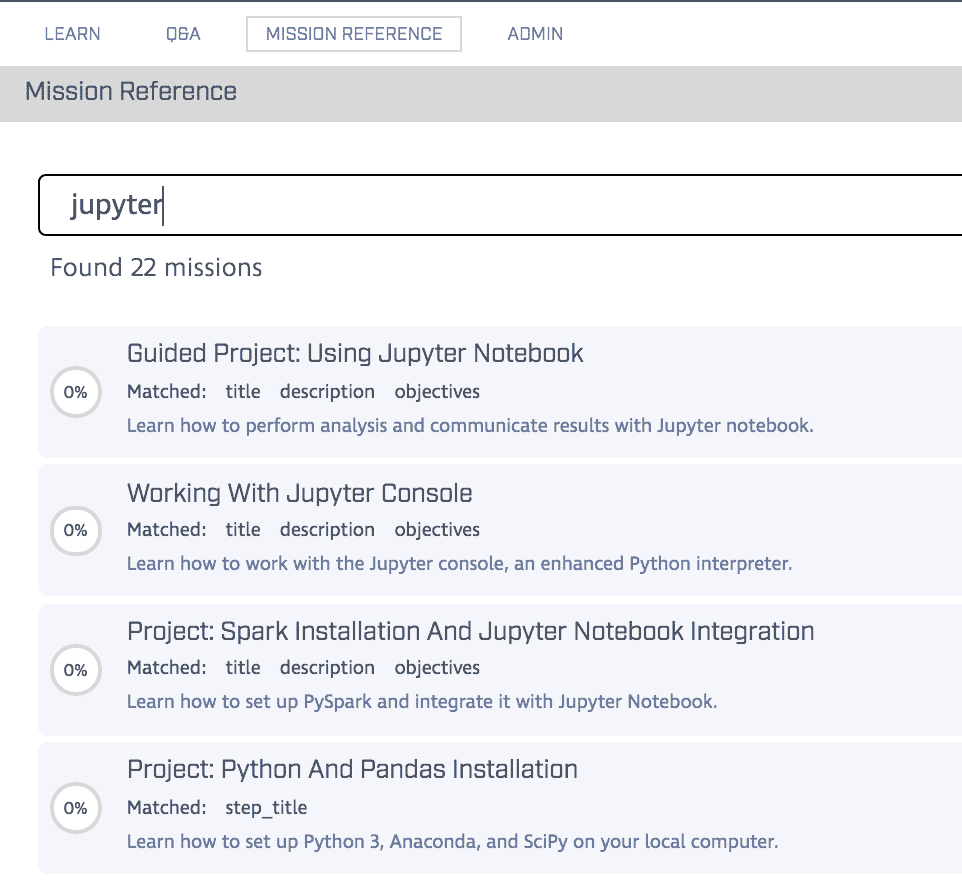 LEARN Q&A MISSION REFERENCE ADMIN
Mission Reference
jupyter
Found 22 missions
Guided Project: Using Jupyter Notebook
0% Matched: title description objectives
Learn how to perform analysis and communicate results with Jupyter notebook.
Working With Jupyter Console
0% Matched: title description objectives
Learn how to work with the Jupyter console, an enhanced Python interpreter.
Project: Spark Installation And Jupyter Notebook Integration
0% Matched: title description objectives
Learn how to set up PySpark and integrate it with Jupyter Notebook.
Project: Python And Pandas Installation
0% Matched: step_title
Learn how to set up Python 3, Anaconda, and SciPy on your local computer.